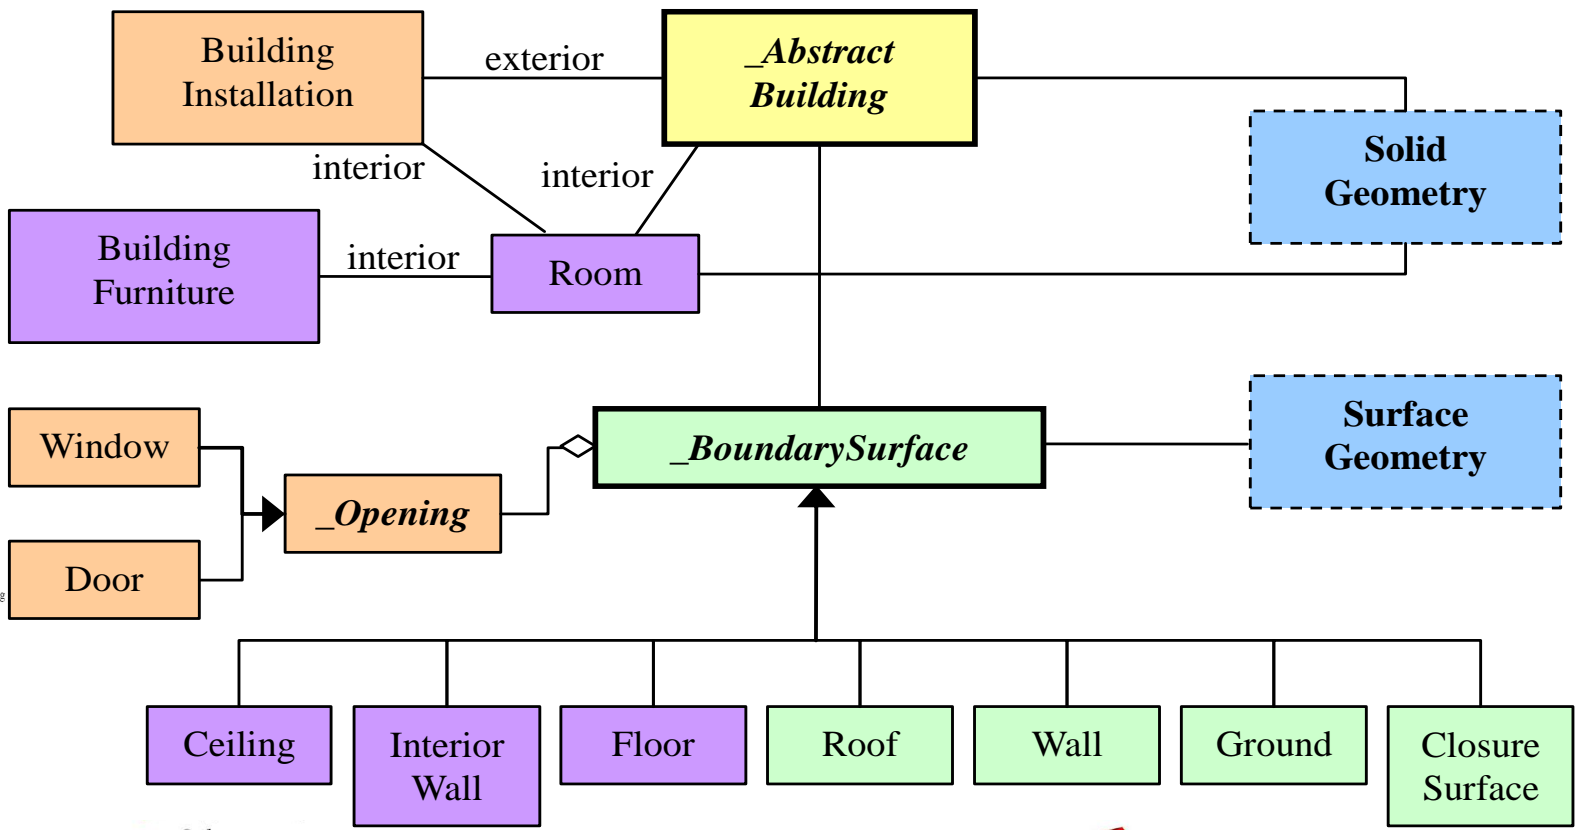 Building
Installation
exterior
_Abstract
Building
Solid
Geometry
interior
interior
Building
Furniture
interior
Room
Window
_BoundarySurface
Surface
Geometry
_Opening
Door
Ceiling
Interior
Wall
Floor
Roof
Wall
Ground
Closure
Surface